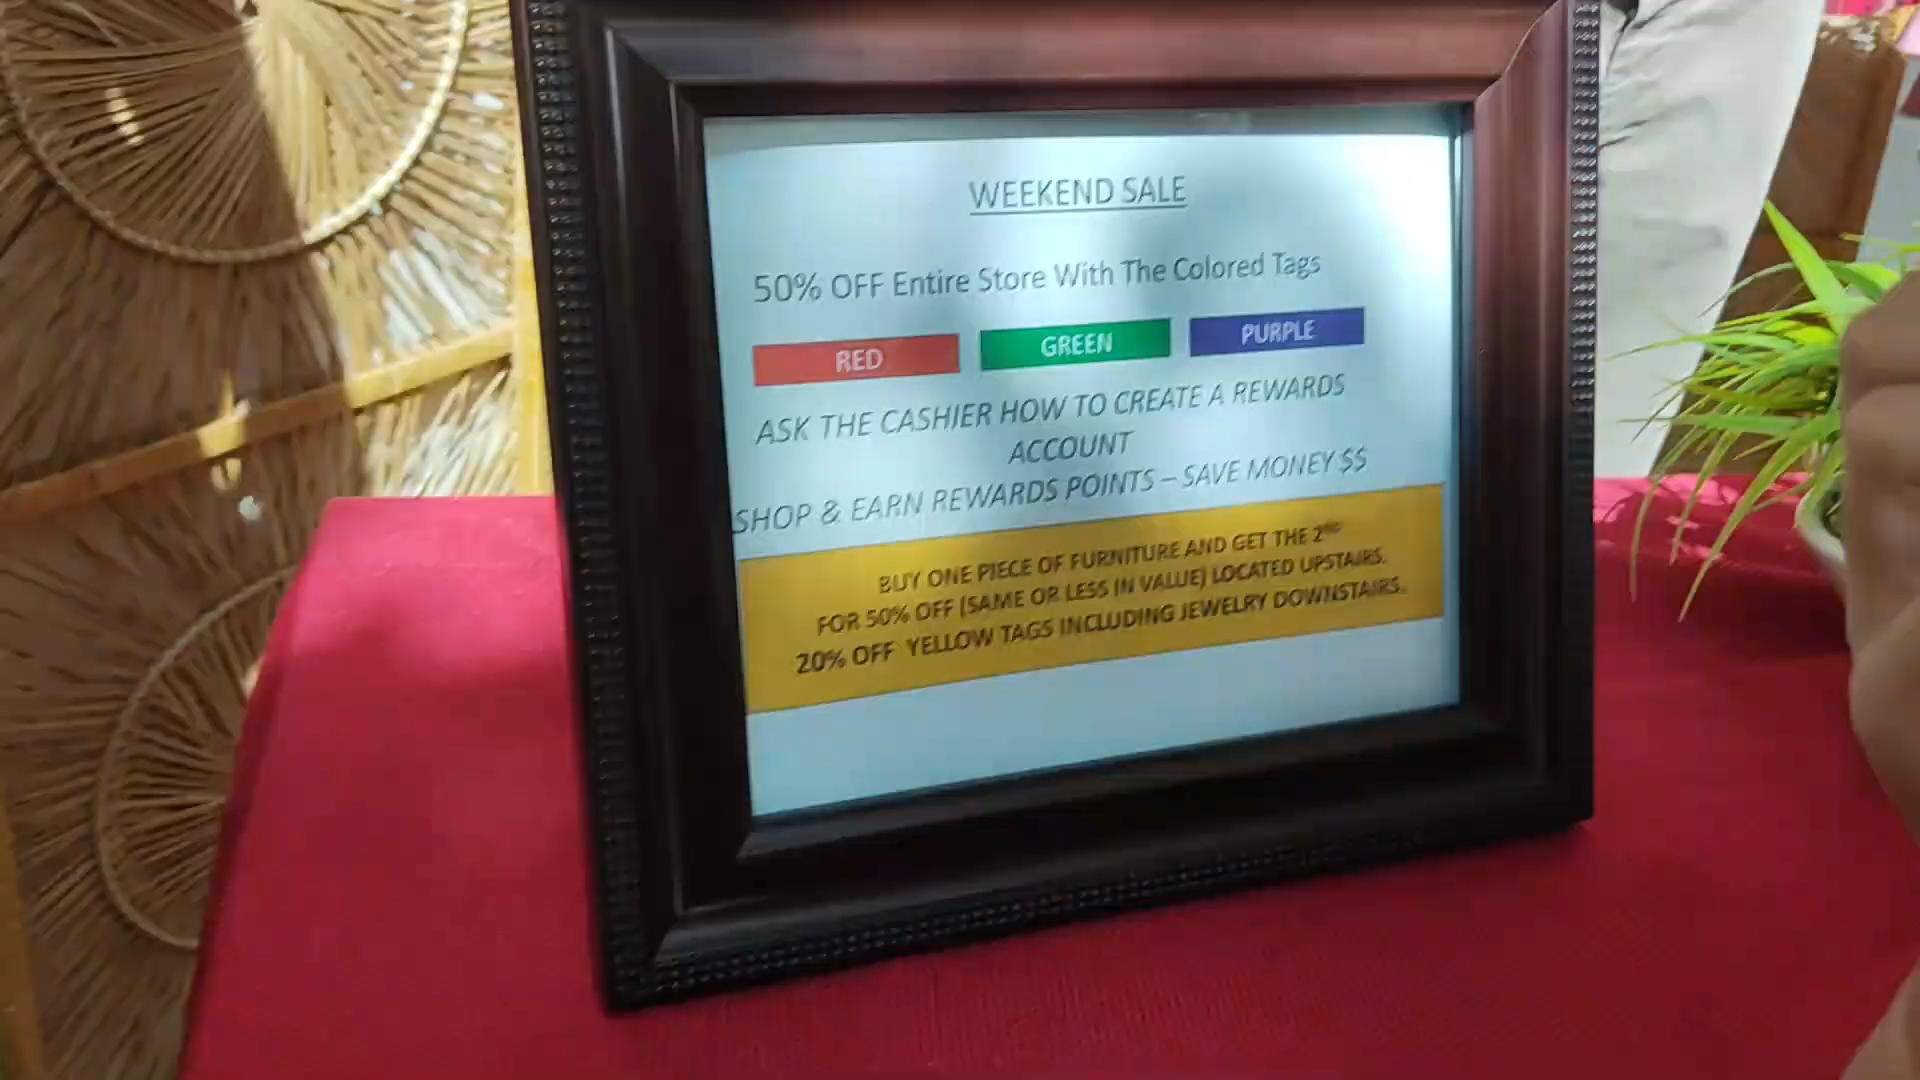 WEEKEND SALE
50% OFF Entire Store With The Colored Tags
RED GREEN PURPLE
ASK THE CASHIER HOW TO CREATE A REWARDS
ACCOUNT
SHOP & EARN REWARDS POINTS – SAVE MONEY $$
BUY ONE PIECE OF FURNITURE AND GET THE 2ND
FOR 50% OFF (SAME OR LESS IN VALUE) LOCATED UPSTAIRS.
20% OFF YELLOW TAGS INCLUDING JEWELRY DOWNSTAIRS.